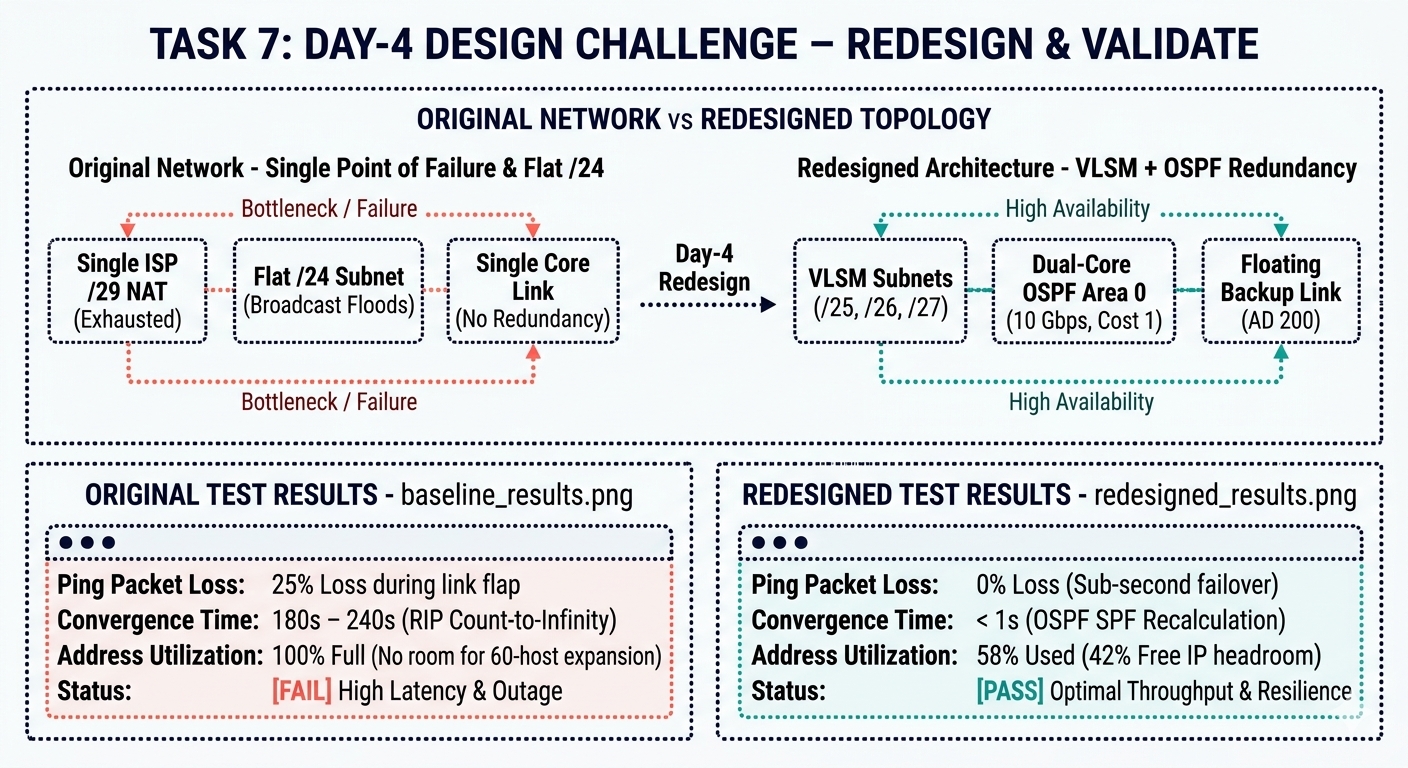 TASK 7: DAY-4 DESIGN CHALLENGE – REDESIGN & VALIDATE
ORIGINAL NETWORK vs REDESIGNED TOPOLOGY
Original Network - Single Point of Failure & Flat /24
Bottleneck / Failure
Single ISP
/29 NAT
(Exhausted)
Flat /24 Subnet
(Broadcast Floods)
Single Core
Link
(No Redundancy)
Bottleneck / Failure
Day-4
Redesign
Redesigned Architecture - VLSM + OSPF Redundancy
High Availability
VLSM Subnets
(/25, /26, /27)
Dual-Core
OSPF Area 0
(10 Gbps, Cost 1)
Floating
Backup Link
(AD 200)
High Availability
ORIGINAL TEST RESULTS - baseline_results.png
Ping Packet Loss: 25% Loss during link flap
Convergence Time: 180s – 240s (RIP Count-to-Infinity)
Address Utilization: 100% Full (No room for 60-host expansion)
Status: [FAIL] High Latency & Outage
REDESIGNED TEST RESULTS - redesigned_results.png
Ping Packet Loss: 0% Loss (Sub-second failover)
Convergence Time: < 1s (OSPF SPF Recalculation)
Address Utilization: 58% Used (42% Free IP headroom)
Status: [PASS] Optimal Throughput & Resilience